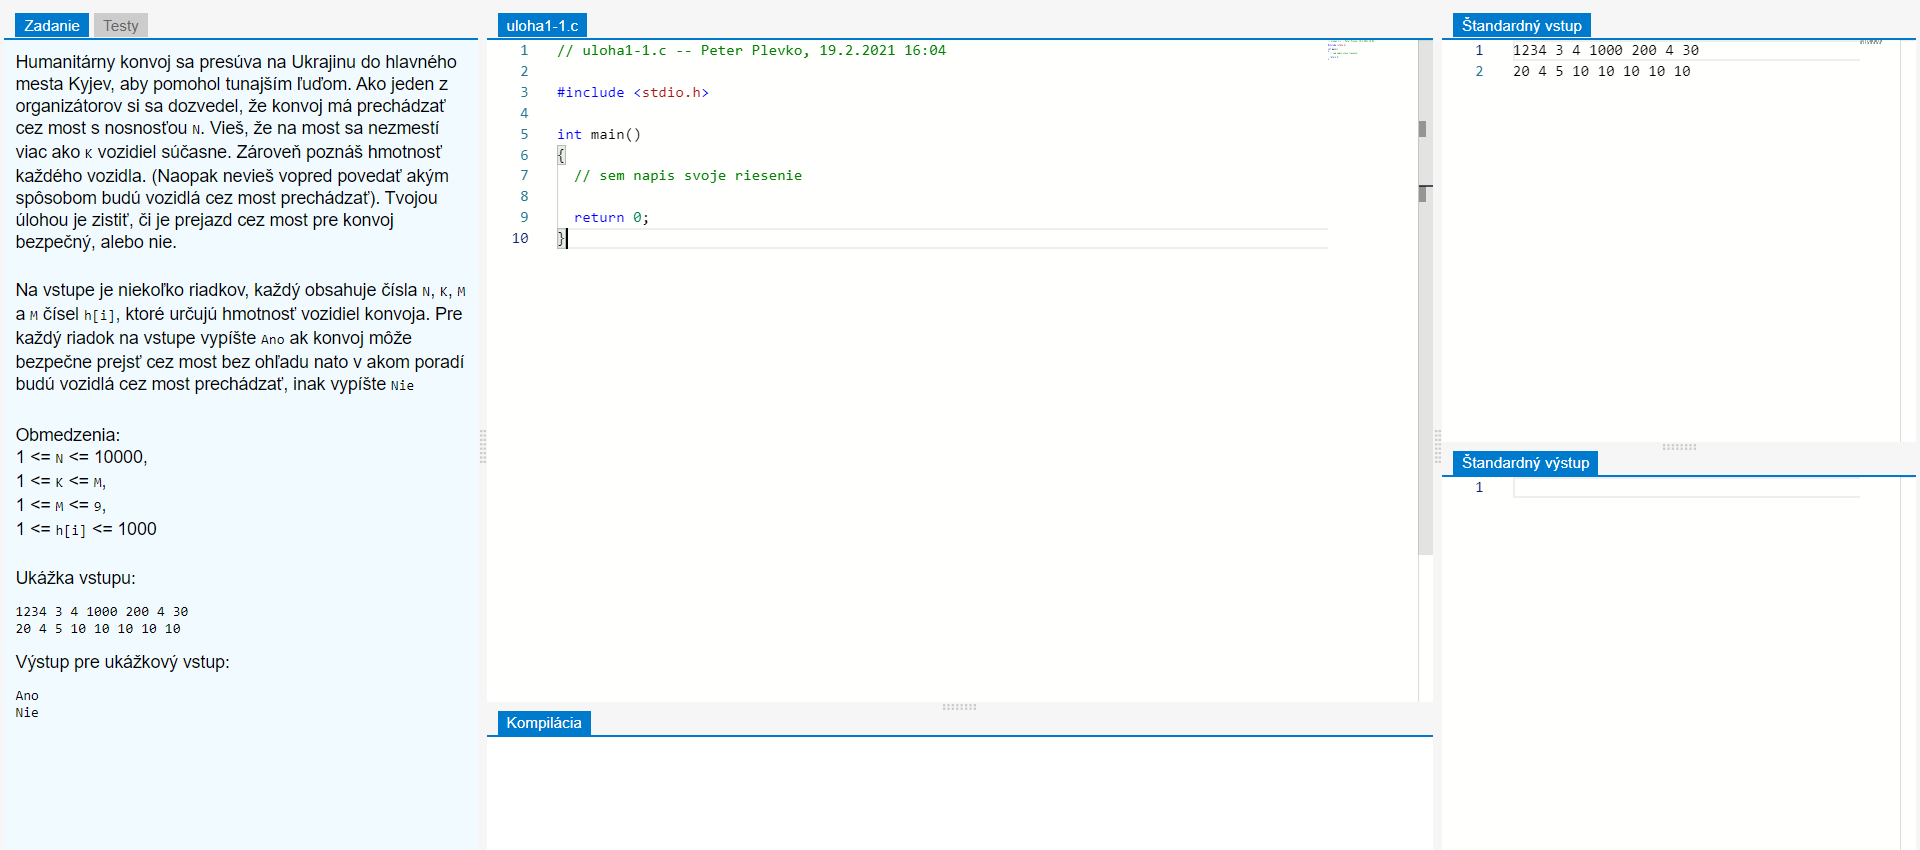 Zadanie
Testy
Humanitárny konvoj sa presúva na Ukrajinu do hlavného
mesta Kyjev, aby pomohol tunajším ľuďom. Ako jeden z
organizátorov si sa dozvedel, že konvoj má prechádzať
cez most s nosnosťou N. Vieš, že na most sa nezmestí
viac ako K vozidiel súčasne. Zároveň poznáš hmotnosť
každého vozidla. (Naopak nevieš vopred povedať akým
spôsobom budú vozidlá cez most prechádzať). Tvojou
úlohou je zistiť, či je prejazd cez most pre konvoj
bezpečný, alebo nie.
Na vstupe je niekoľko riadkov, každý obsahuje čísla N, K, M
a M čísel h[i], ktoré určujú hmotnosť vozidiel konvoja. Pre
každý riadok na vstupe vypíšte Ano ak konvoj môže
bezpečne prejsť cez most bez ohľadu nato v akom poradí
budú vozidlá cez most prechádzať, inak vypíšte Nie
Obmedzenia:
1 <= N <= 10000,
1 <= K <= M,
1 <= M <= 9,
1 <= h[i] <= 1000
Ukážka vstupu:
1234 3 4 1000 200 4 30
20 4 5 10 10 10 10 10
Výstup pre ukážkový vstup:
Ano
Nie
uloha1-1.c
1 // uloha1-1.c -- Peter Plevko, 19.2.2021 16:04
2
3 #include <stdio.h>
4
5 int main()
6 {
7 // sem napis svoje riesenie
8
9 return 0;
10 }
Kompilácia
Štandardný vstup
1 1234 3 4 1000 200 4 30
2 20 4 5 10 10 10 10 10
Štandardný výstup
1